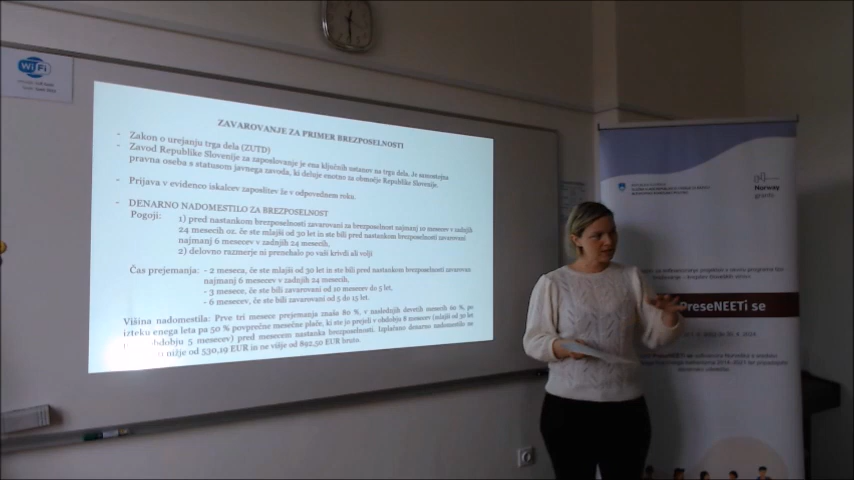 WiFi
ZAVAROVANJE ZA PRIMER BREZPOSELNOSTI
- Zakon o urejanju trga dela (ZUTD)
- Zavod Republike Slovenije za zaposlovanje je ena ključnih ustanov na trga dela. Je samostojna
pravna oseba s statusom javnega zavoda, ki deluje enotno za območje Republike Slovenije.
- Prijava v evidenco iskalcev zaposlitev že v odpovednem roku.
- DENARNO NADOMESTILO ZA BREZPOSELNOST
Pogoji: 1) pred nastankom brezposelnosti zavarovani za brezposelnost najmanj 10 mesecev v zadnjih
24 mesecih oz. če ste mlajši od 30 let in ste bili pred nastankom brezposelnosti zavarovani
najmanj 6 mesecev v zadnjih 24 mesecih,
2) delovno razmerje ni prenehalo po vaši krivdi ali volji
Čas prejemanja: - 2 meseca, če ste mlajši od 30 let in ste bili pred nastankom brezposelnosti zavarovan
najmanj 6 mesecev v zadnjih 24 mesecih,
- 3 mesece, če ste bili zavarovani od 10 mesecev do 5 let,
- 6 mesecev, če ste bili zavarovani od 5 do 15 let.
Višina nadomestila: Prve tri mesece prejemanja znaša 80 %, v naslednjih devetih mesecih 60 %, po
izteku enega leta pa 50 % povprečne mesečne plače, ki ste jo prejeli v obdobju 8 mesecev (mlajši od 30 let
obdobju 5 mesecev) pred mesecem nastanka brezposelnosti. Izplačano denarno nadomestilo ne
nižje od 530,19 EUR in ne višje od 892,50 EUR bruto.
Norway
grants
PreseNEETi se